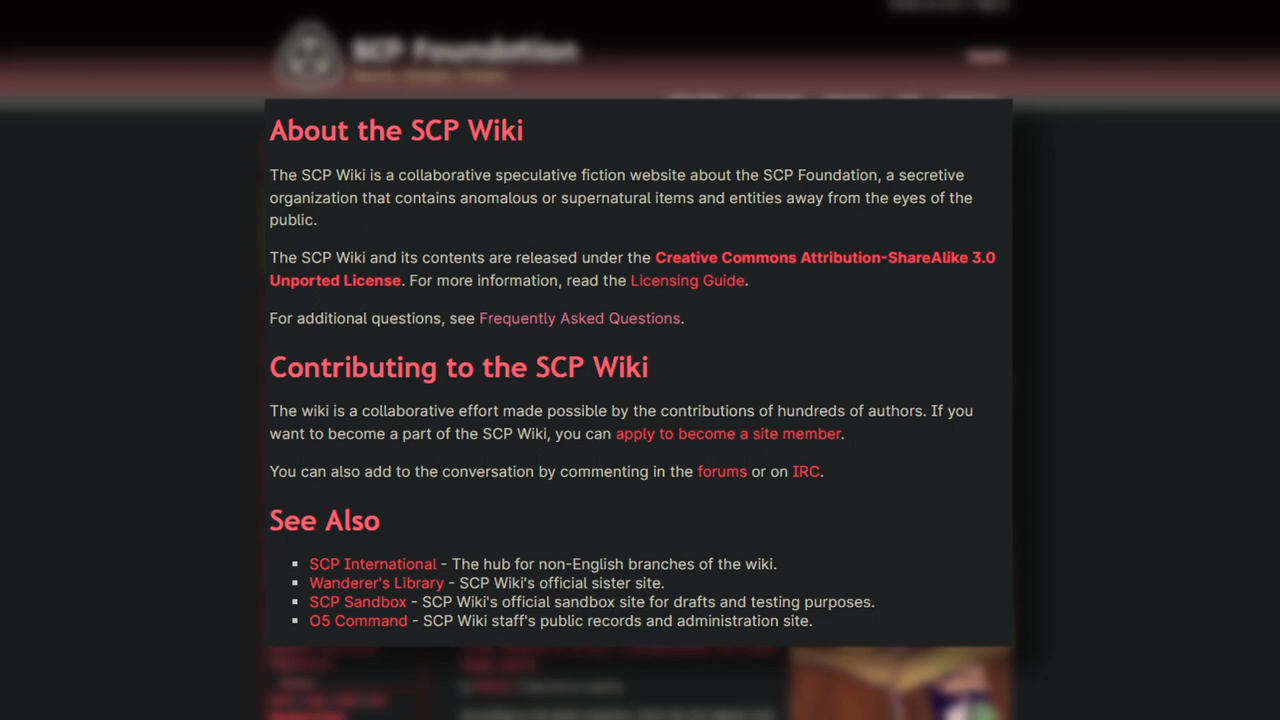 SCP Foundation
About the SCP Wiki
The SCP Wiki is a collaborative speculative fiction website about the SCP Foundation, a secretive
organization that contains anomalous or supernatural items and entities away from the eyes of the
public.
The SCP Wiki and its contents are released under the Creative Commons Attribution-ShareAlike 3.0
Unported License. For more information, read the Licensing Guide.
For additional questions, see Frequently Asked Questions.
Contributing to the SCP Wiki
The wiki is a collaborative effort made possible by the contributions of hundreds of authors. If you
want to become a part of the SCP Wiki, you can apply to become a site member.
You can also add to the conversation by commenting in the forums or on IRC.
See Also
▪ SCP International - The hub for non-English branches of the wiki.
▪ Wanderer's Library - SCP Wiki's official sister site.
▪ SCP Sandbox - SCP Wiki's official sandbox site for drafts and testing purposes.
▪ O5 Command - SCP Wiki staff's public records and administration site.